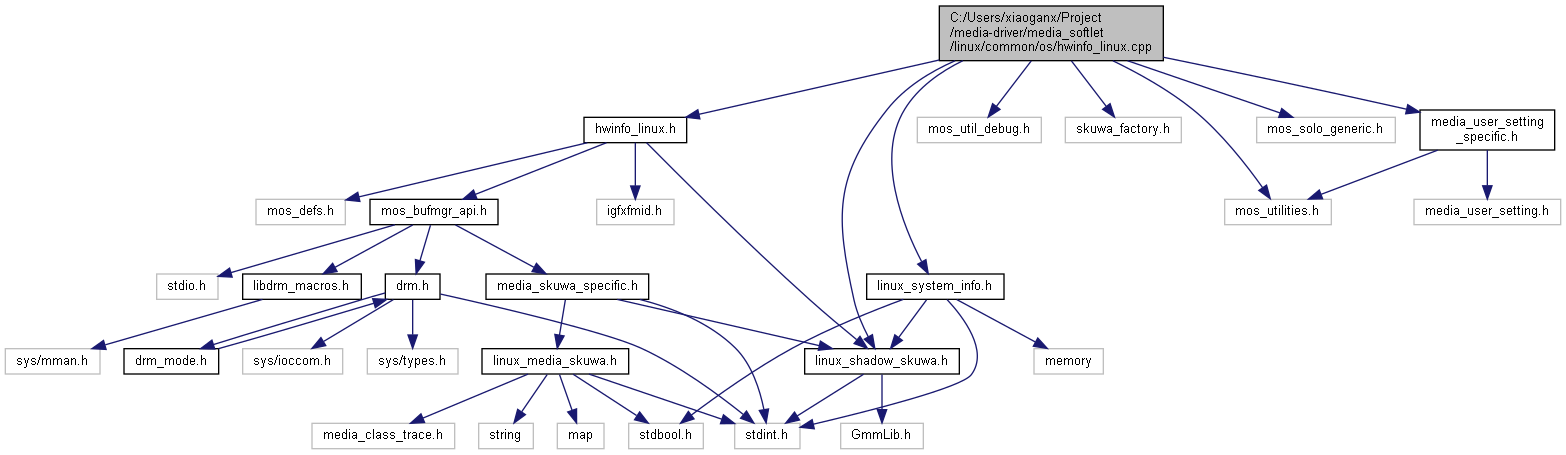 C:/Users/xiaoganx/Project
/media-driver/media_softlet
/linux/common/os/hwinfo_linux.cpp
hwinfo_linux.h
mos_util_debug.h
skuwa_factory.h
mos_solo_generic.h
media_user_setting
_specific.h
mos_defs.h
mos_bufmgr_api.h
igfxfmid.h
mos_utilities.h
media_user_setting.h
stdio.h
libdrm_macros.h
drm.h
media_skuwa_specific.h
linux_system_info.h
sys/mman.h
drm_mode.h
sys/ioccom.h
sys/types.h
linux_media_skuwa.h
linux_shadow_skuwa.h
memory
media_class_trace.h
string
map
stdbool.h
stdint.h
GmmLib.h